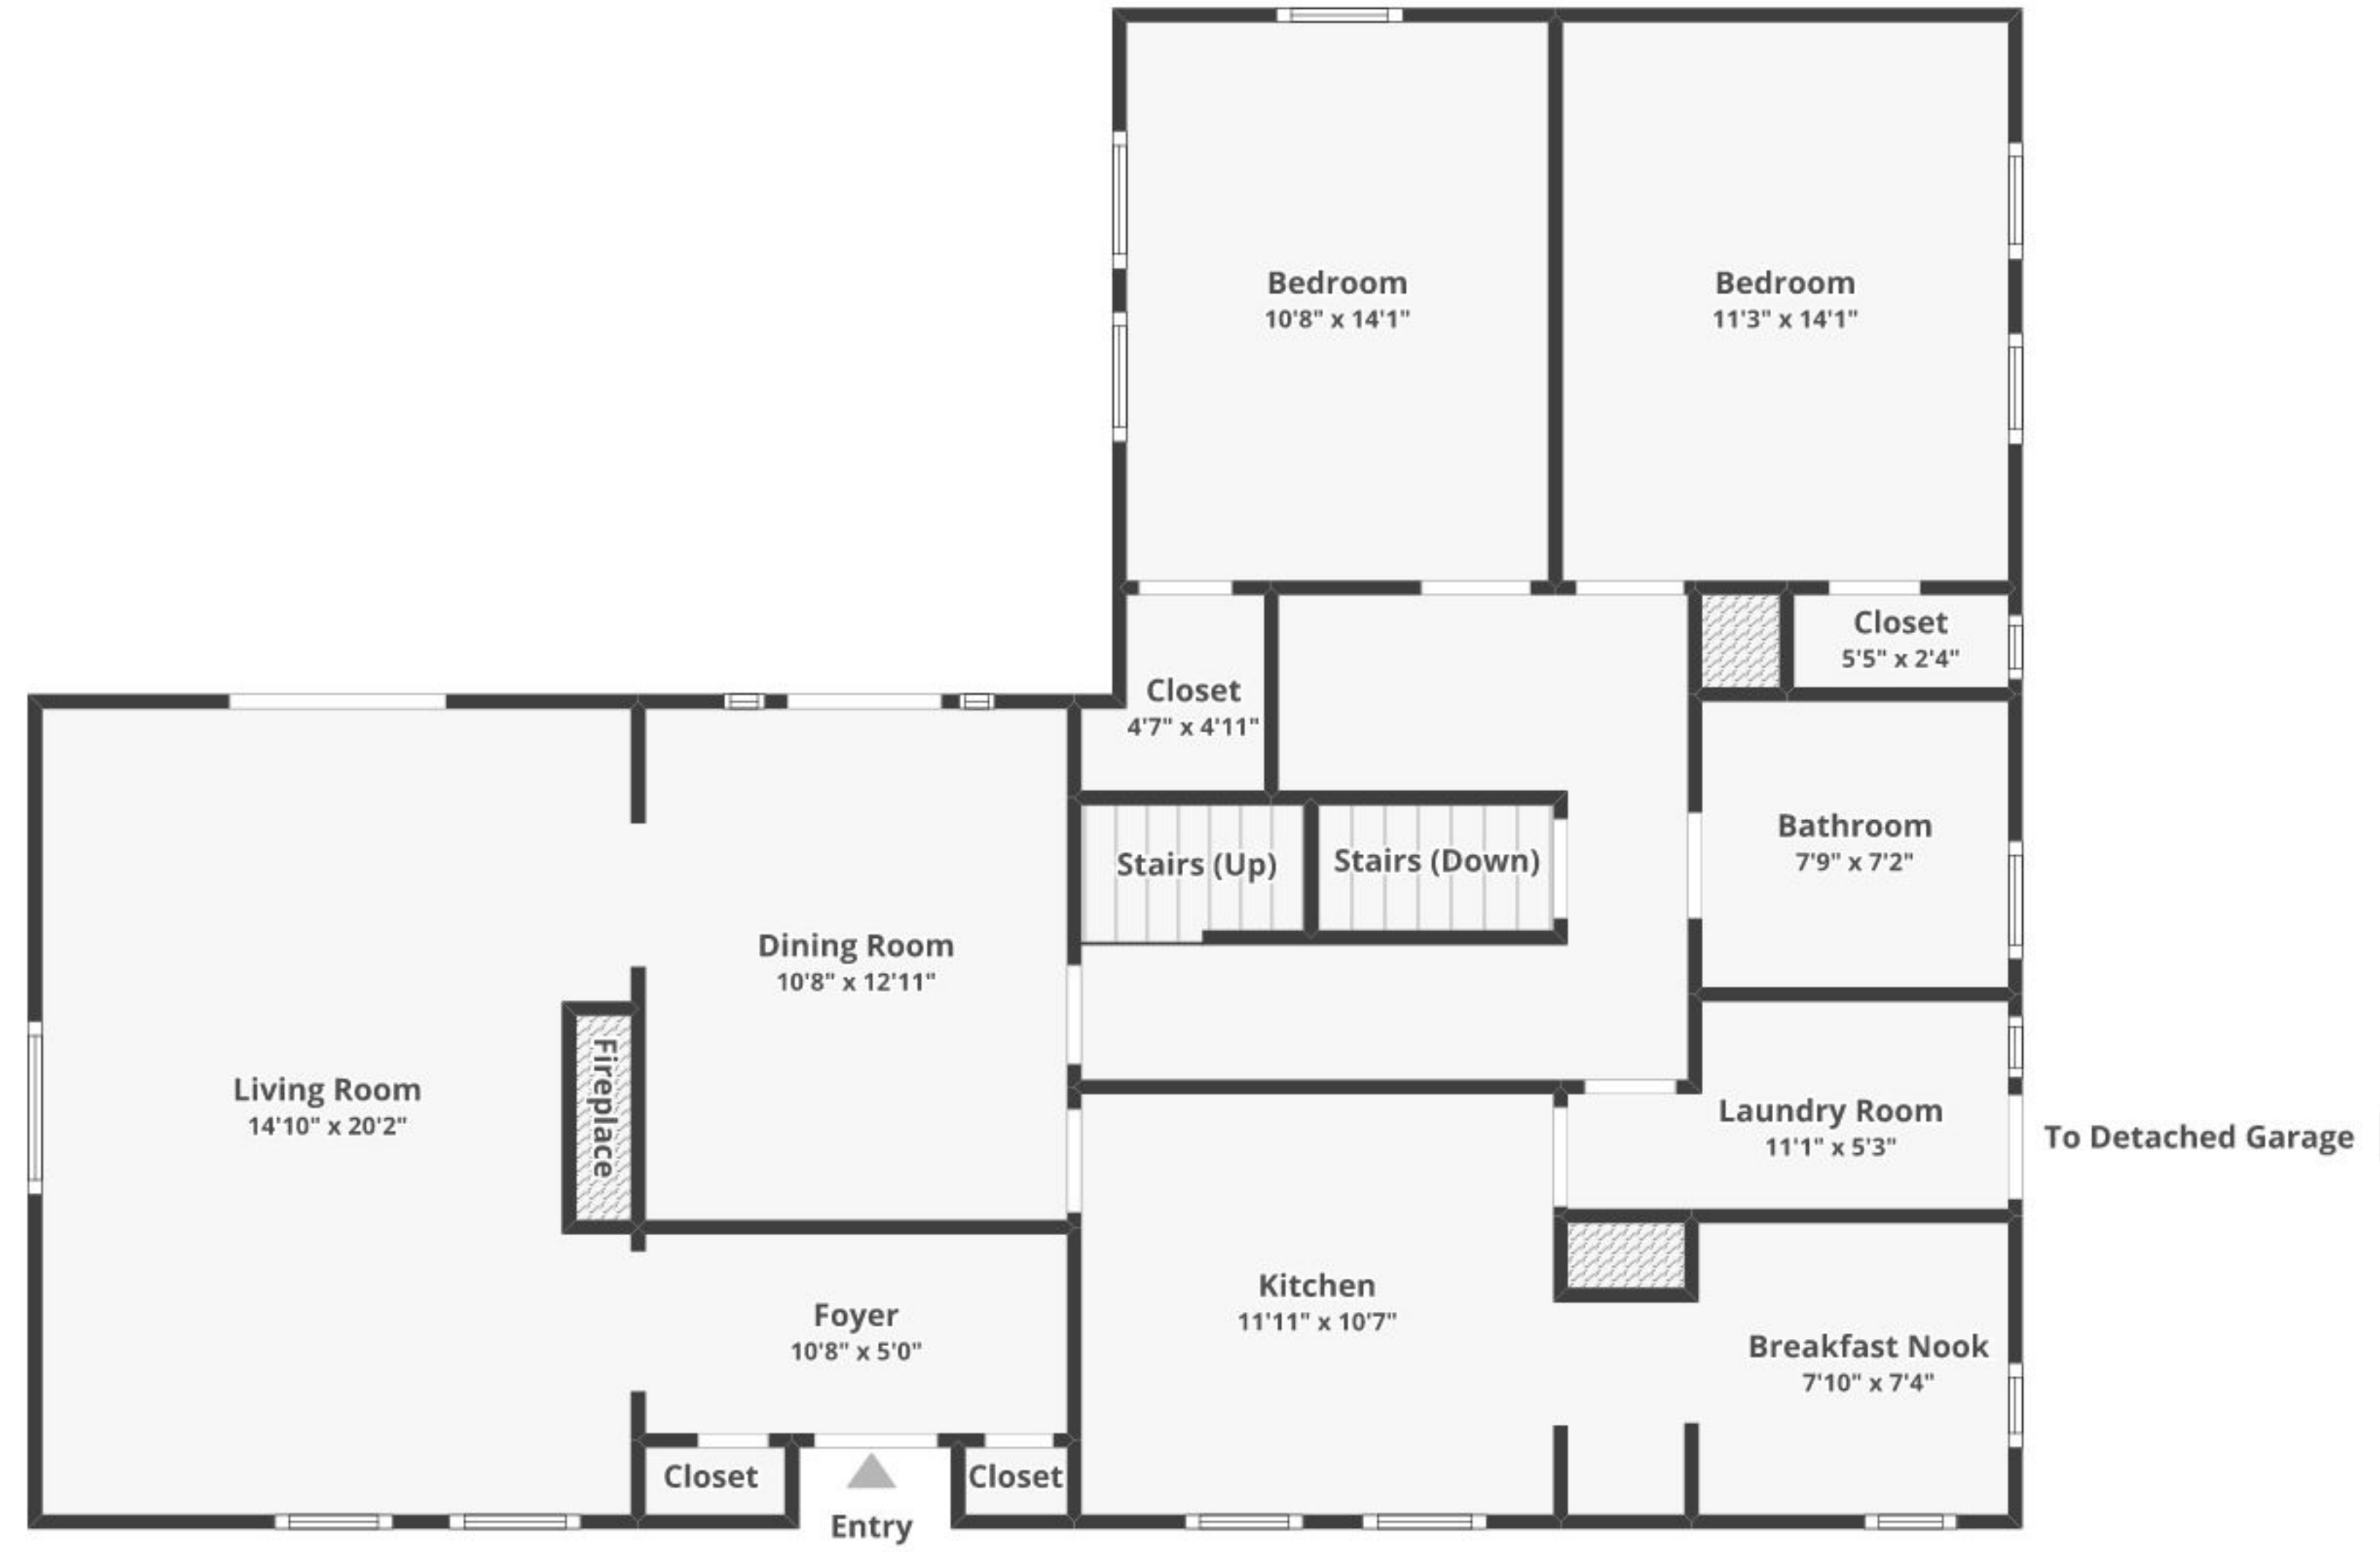 Bedroom
10'8" x 14'1"
Bedroom
11'3" x 14'1"
Closet
5'5" x 2'4"
Closet
4'7" x 4'11"
Bathroom
7'9" x 7'2"
Stairs (Up)
Stairs (Down)
Dining Room
10'8" x 12'11"
Living Room
14'10" x 20'2"
Fireplace
Laundry Room
11'1" x 5'3"
To Detached Garage
Kitchen
11'11" x 10'7"
Foyer
10'8" x 5'0"
Breakfast Nook
7'10" x 7'4"
Closet
Closet
Entry